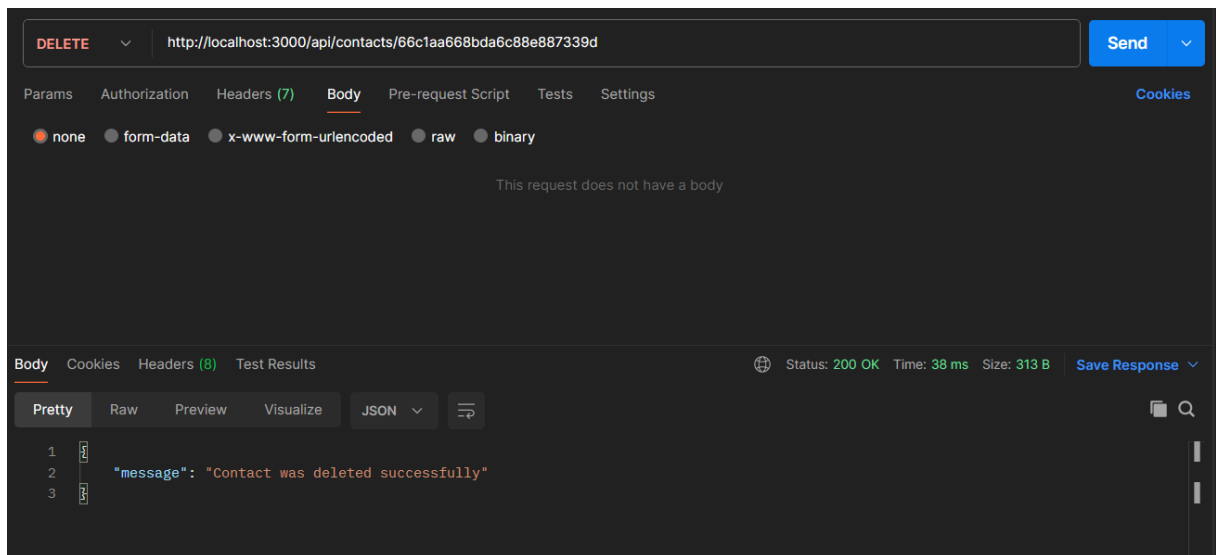 DELETE http://localhost:3000/api/contacts/66c1aa668bda6c88e887339d Send
Params Authorization Headers (7) Body Pre-request Script Tests Settings Cookies
none form-data x-www-form-urlencoded raw binary
This request does not have a body
Body Cookies Headers (8) Test Results Status: 200 OK Time: 38 ms Size: 313 B Save Response
Pretty Raw Preview Visualize JSON
1 {
2 "message": "Contact was deleted successfully"
3 }